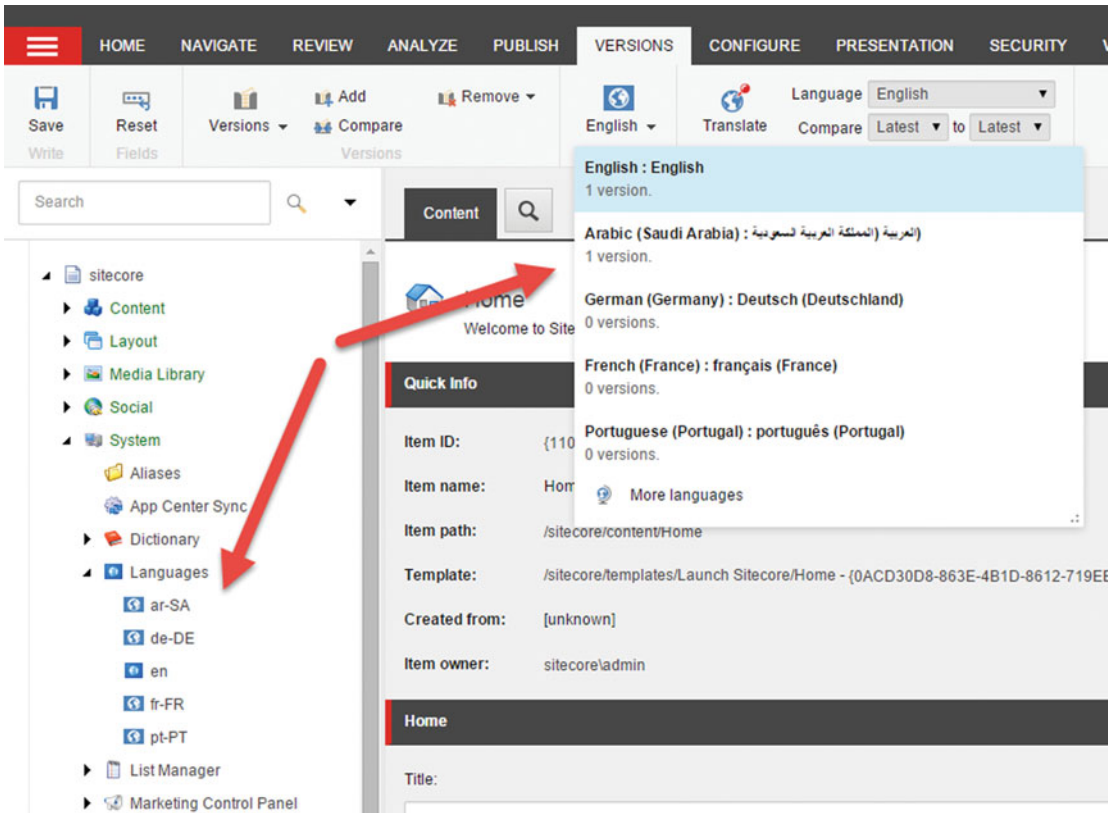 HOME NAVIGATE REVIEW ANALYZE PUBLISH VERSIONS CONFIGURE PRESENTATION SECURITY
Save
Write
Reset
Fields
Versions
Add
Compare
Remove
Versions
English
Translate
Language English
Compare Latest to Latest
Search
sitecore
Content
Layout
Media Library
Social
System
Aliases
App Center Sync
Dictionary
Languages
ar-SA
de-DE
en
fr-FR
pt-PT
List Manager
Marketing Control Panel
Content
Home
Welcome to Site
Quick Info
Item ID: {110
Item name: Hom
Item path: /sitecore/content/Home
Template: /sitecore/templates/Launch Sitecore/Home - {0ACD30D8-863E-4B1D-8612-719EE
Created from: [unknown]
Item owner: sitecore\admin
Home
Title:
English : English
1 version.
Arabic (Saudi Arabia) : العربية (المملكة العربية السعودية)
1 version.
German (Germany) : Deutsch (Deutschland)
0 versions.
French (France) : français (France)
0 versions.
Portuguese (Portugal) : português (Portugal)
0 versions.
More languages